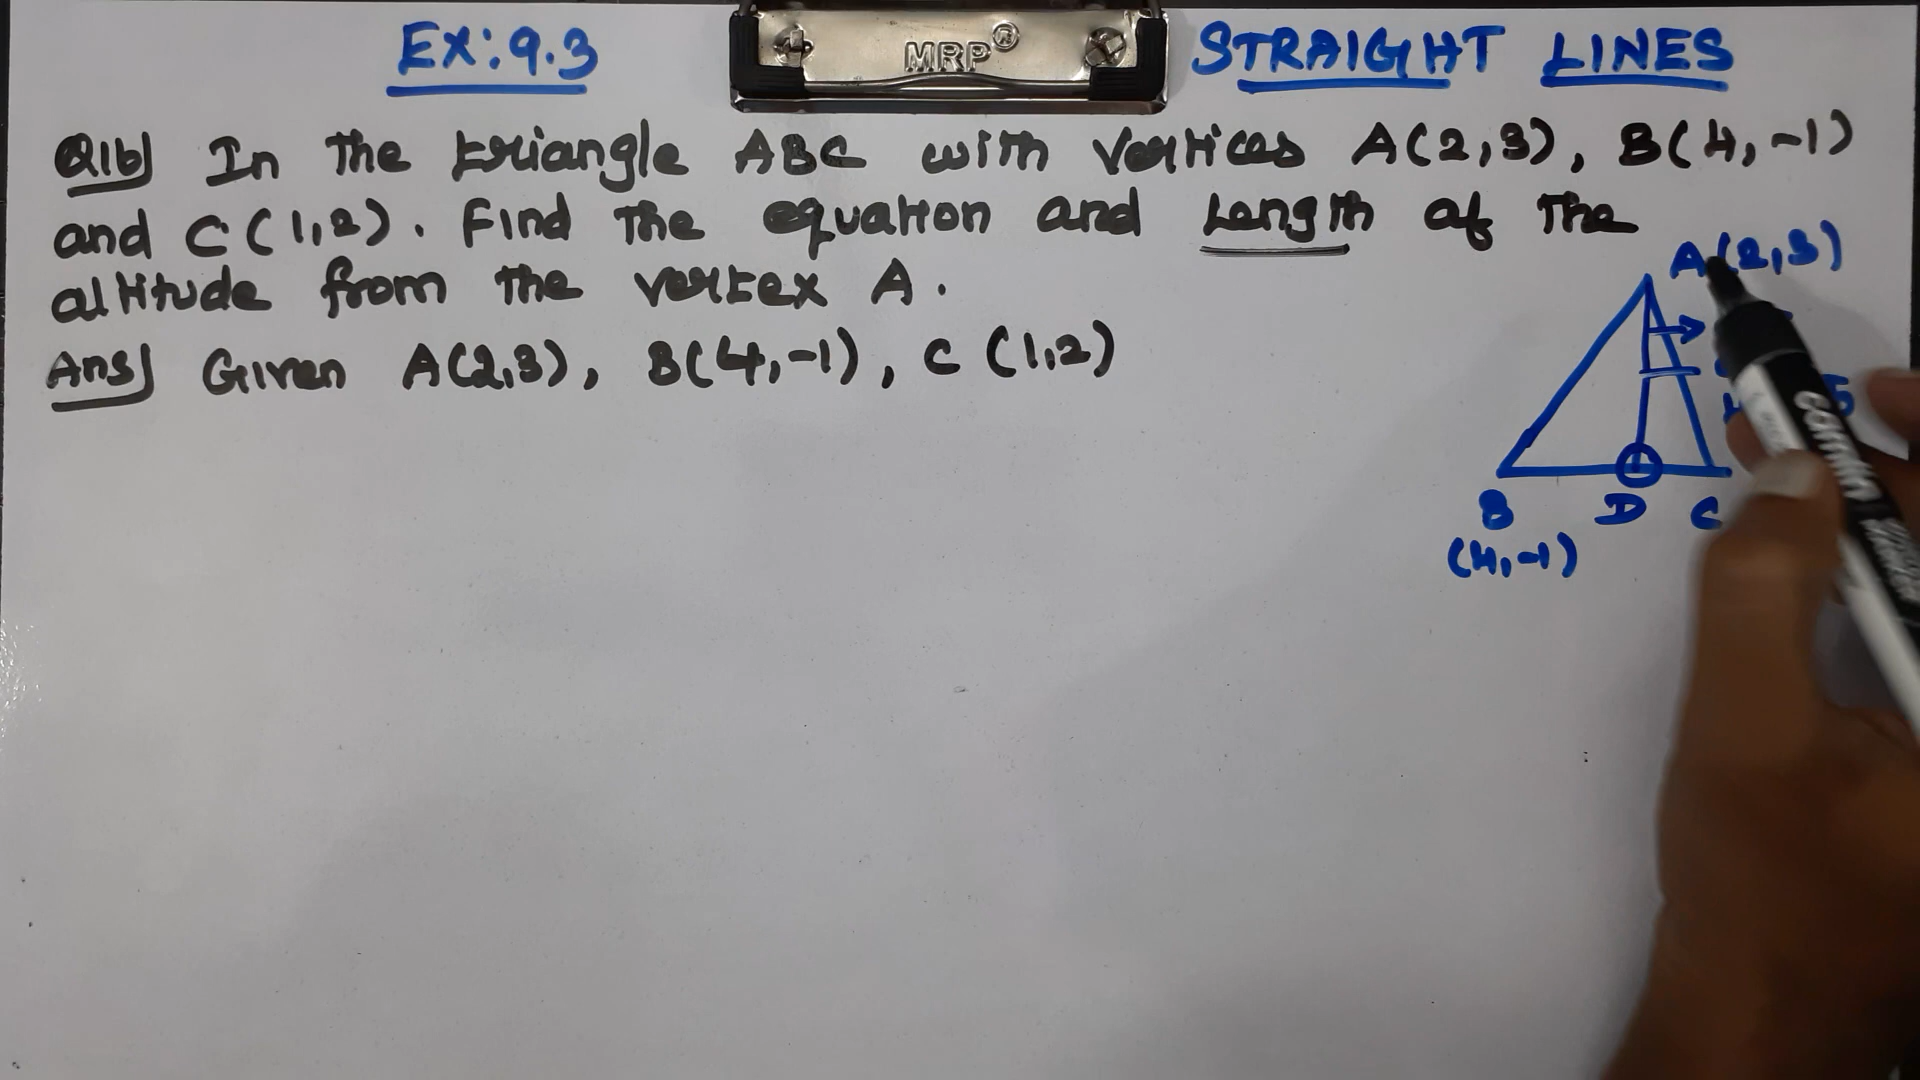 EX:9.3
MRP®
STRAIGHT LINES
Q16) In the triangle ABC with vertices A(2,3), B(4,-1)
and C(1,2). Find the equation and Length of the
altitude from the vertex A.
Ans) Given A(2,3), B(4,-1), C(1,2)
A(2,3)
B D C
(4,-1)